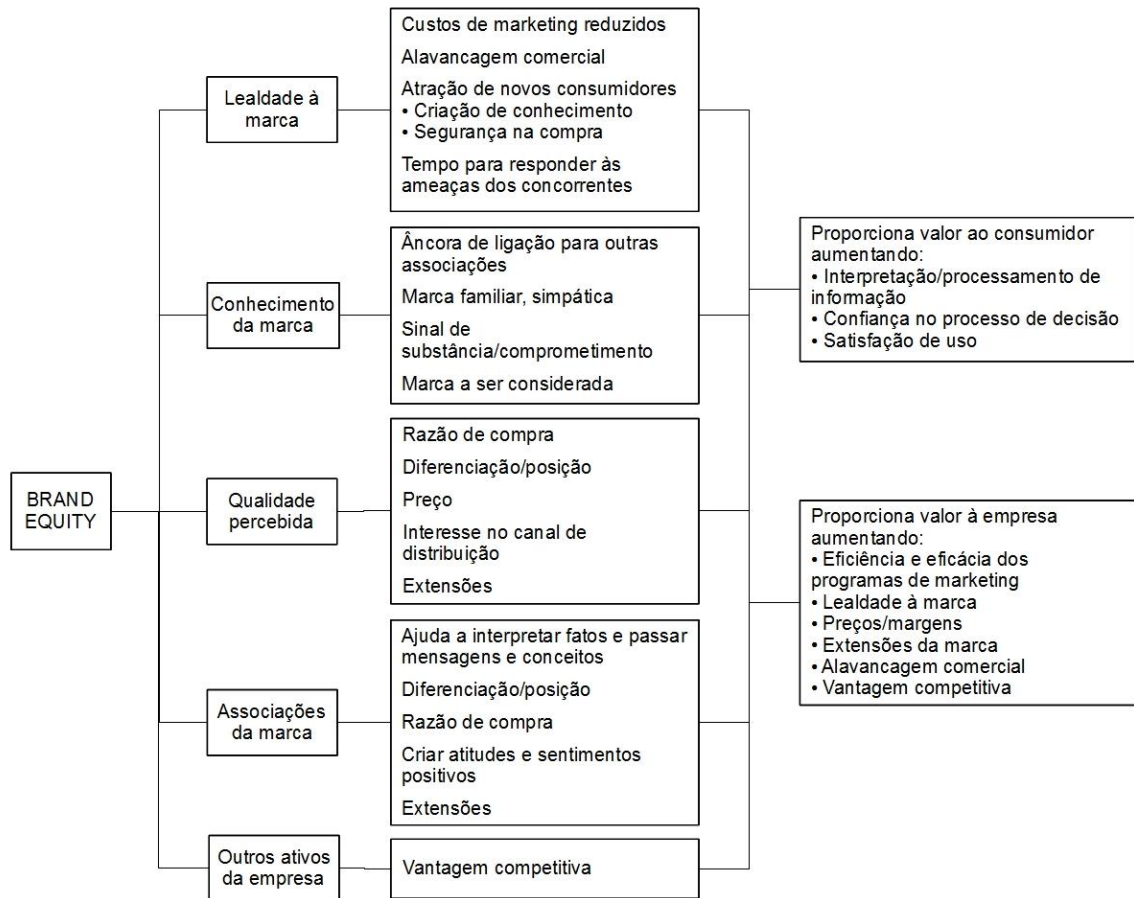 BRAND
EQUITY
Lealdade à
marca
Custos de marketing reduzidos
Alavancagem comercial
Atração de novos consumidores
• Criação de conhecimento
• Segurança na compra
Tempo para responder às
ameaças dos concorrentes
Conhecimento
da marca
Âncora de ligação para outras
associações
Marca familiar, simpática
Sinal de
substância/comprometimento
Marca a ser considerada
Qualidade
percebida
Razão de compra
Diferenciação/posição
Preço
Interesse no canal de
distribuição
Extensões
Associações
da marca
Ajuda a interpretar fatos e passar
mensagens e conceitos
Diferenciação/posição
Razão de compra
Criar atitudes e sentimentos
positivos
Extensões
Outros ativos
da empresa
Vantagem competitiva
Proporciona valor ao consumidor
aumentando:
• Interpretação/processamento de
informação
• Confiança no processo de decisão
• Satisfação de uso
Proporciona valor à empresa
aumentando:
• Eficiência e eficácia dos
programas de marketing
• Lealdade à marca
• Preços/margens
• Extensões da marca
• Alavancagem comercial
• Vantagem competitiva